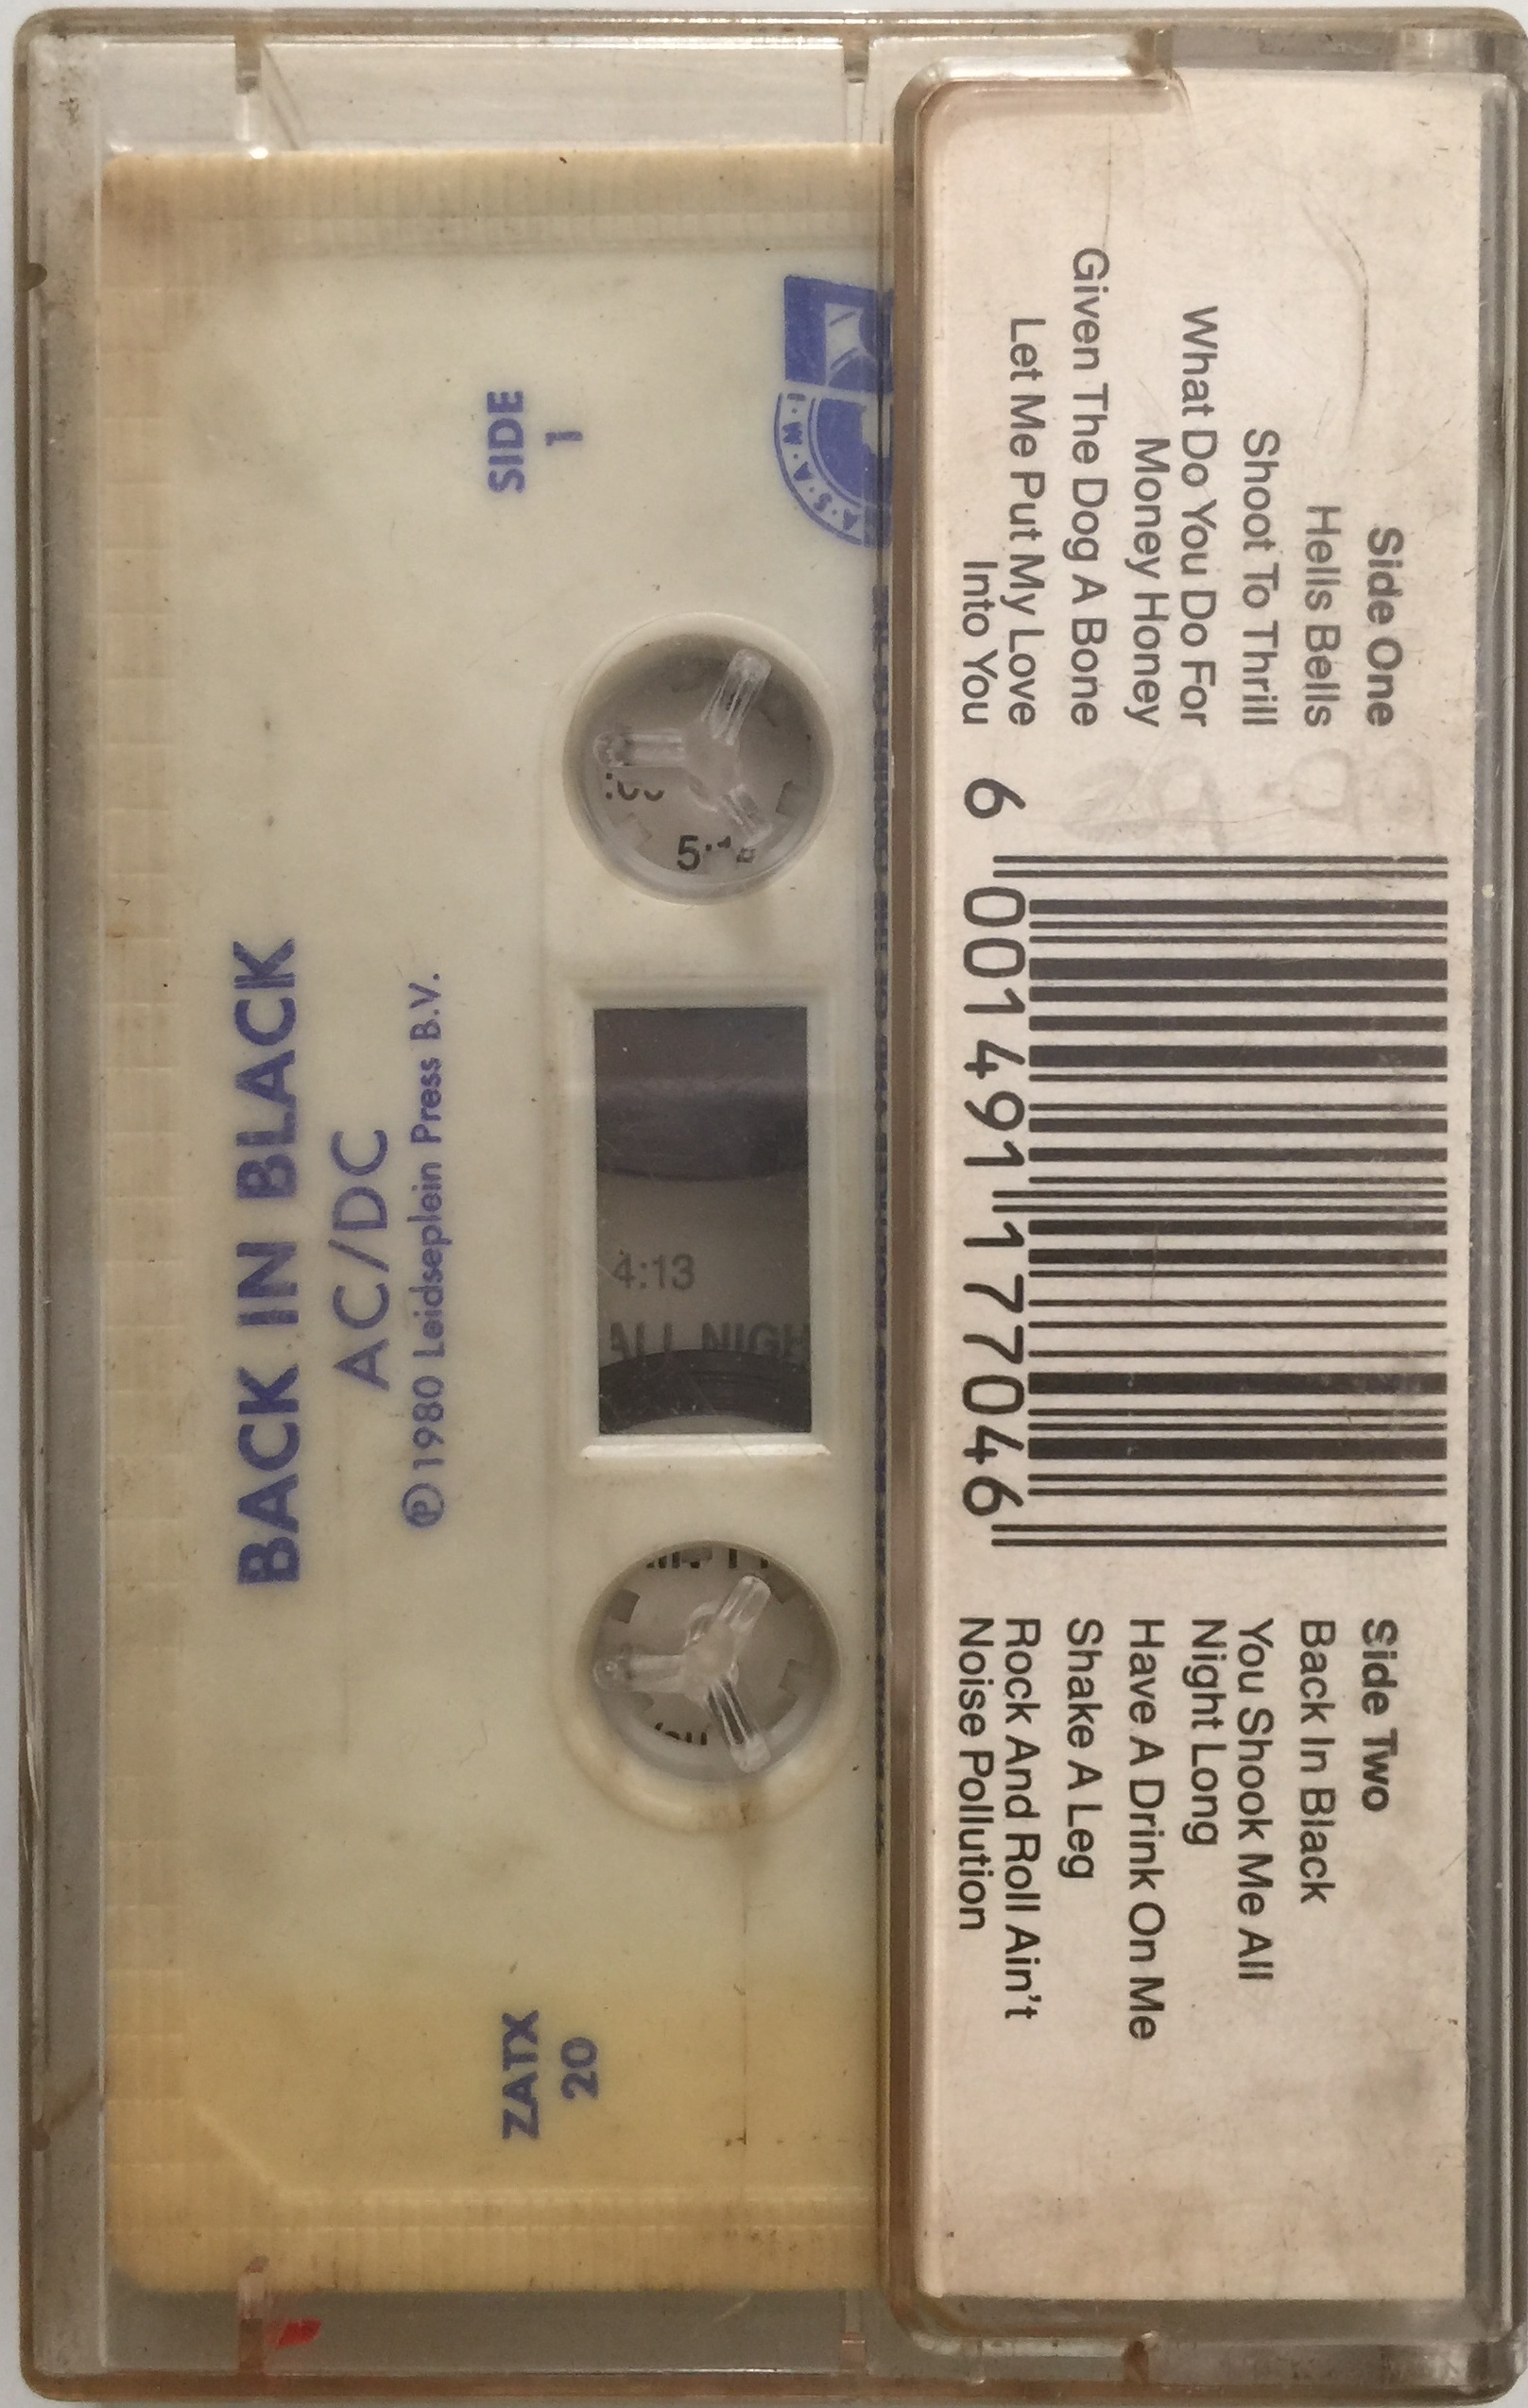 BACK IN BLACK
AC/DC
℗ 1980 Leidseplein Press B.V.
SIDE
1
ZATX
20
A.S.A.M.I.
4:13
ALL NIGH
Side One
Hells Bells
Shoot To Thrill
What Do You Do For
Money Honey
Given The Dog A Bone
Let Me Put My Love
Into You
6 001491 177046
Side Two
Back In Black
You Shook Me All
Night Long
Have A Drink On Me
Shake A Leg
Rock And Roll Ain't
Noise Pollution